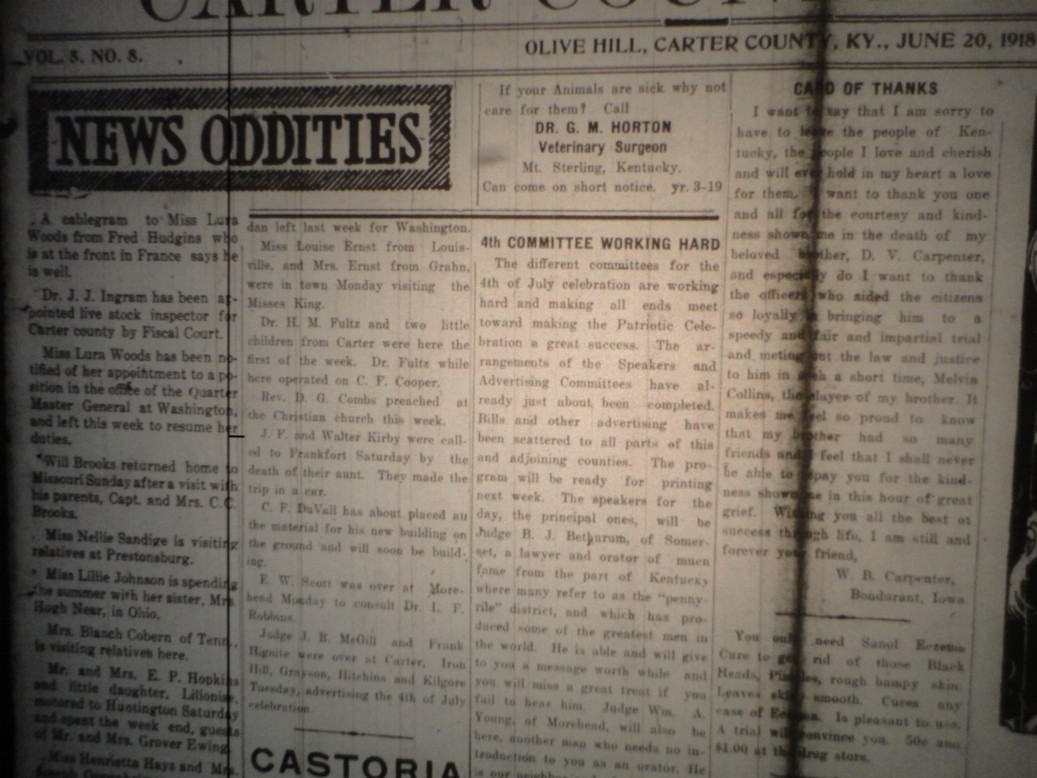 CARTER COUN
VOL. 5. NO. 8.
OLIVE HILL, CARTER COUNTY, KY., JUNE 20, 1918
NEWS ODDITIES
A cablegram to Miss Lura
Woods from Fred Hudgins who
is at the front in France says he
is well.
Dr. J. J. Ingram has been ap-
pointed live stock inspector for
Carter county by Fiscal Court.
Miss Lura Woods has been no-
tified of her appointment to a po-
sition in the office of the Quarter
Master General at Washington,
and left this week to resume her
duties.
Will Brooks returned home to
Missouri Sunday after a visit with
his parents, Capt. and Mrs. C. C.
Brooks.
Miss Nellie Sandige is visiting
relatives at Prestonsburg.
Miss Lillie Johnson is spending
the summer with her sister, Mrs.
Hogh Near, in Ohio.
Mrs. Blanch Cobern of Tenn.,
is visiting relatives here.
Mr. and Mrs. E. P. Hopkins
and little daughter, Lilionise,
motored to Huntington Saturday
and spent the week end, guests
of Mr. and Mrs. Grover Ewing.
Miss Henrietta Hays and Mrs.
dan left last week for Washington.
Miss Louise Ernst from Louis-
ville, and Mrs. Ernst from Grahn,
were in town Monday visiting the
Misses King.
Dr. H. M. Fultz and two little
children from Carter were here the
first of the week. Dr. Fultz while
here operated on C. F. Cooper.
Rev. D. G. Combs preached at
the Christian church this week.
J. F. and Walter Kirby were call-
ed to Frankfort Saturday by the
death of their aunt. They made the
trip in a car.
C. F. DuVall has about placed au
the material for his new building on
the ground and will soon be build-
ing.
E. W. Scott was over at More-
head Monday to consult Dr. L. F.
Robbins.
Judge J. B. McGill and Frank
Hignite were over at Carter, Iron
Hill, Grayson, Hitchins and Kilgore
Tuesday, advertising the 4th of July
celebration.
CASTORIA
If your Animals are sick why not
care for them? Call
DR. G. M. HORTON
Veterinary Surgeon
Mt. Sterling, Kentucky.
Can come on short notice. yr. 3-19
4th COMMITTEE WORKING HARD
The different committees for the
4th of July celebration are working
hard and making all ends meet
toward making the Patriotic Cele-
bration a great success. The ar-
rangements of the Speakers and
Advertising Committees have al-
ready just about been completed.
Bills and other advertising have
been scattered to all parts of this
and adjoining counties. The pro-
gram will be ready for printing
next week. The speakers for the
day, the principal ones, will be
Judge B. J. Bethurum, of Somer-
set, a lawyer and orator of much
fame from the part of Kentucky
where many refer to as the "penny-
rile" district, and which has pro-
duced some of the greatest men in
the world. He is able and will give
to you a message worth while and
you will miss a great treat if you
fail to hear him. Judge Wm. A.
Young, of Morehead, will also be
here, another man who needs no in-
troduction to you as an orator. He
is our
CARD OF THANKS
I want to say that I am sorry to
have to leave the people of Ken-
tucky, the people I love and cherish
and will ever hold in my heart a love
for them. I want to thank you one
and all for the courtesy and kind-
ness shown me in the death of my
beloved brother, D. V. Carpenter,
and especially do I want to thank
the officers who aided the citizens
so loyally bringing him to a
speedy and fair and impartial trial
and meting out the law and justice
to him in such a short time, Melvin
Collins, the slayer of my brother. It
makes me feel so proud to know
that my brother had so many
friends and I feel that I shall never
be able to repay you for the kind-
ness shown me in this hour of great
grief. Wishing you all the best of
success through life, I am still and
forever your friend,
W. B. Carpenter,
Bondurant, Iowa.
You only need Sanol Eczema
Cure to get rid of those Black
Heads, Pimples, rough bumpy skin.
Leaves skin smooth. Cures any
case of Eczema. Is pleasant to use.
A trial will convince you. 50c and
$1.00 at the drug store.